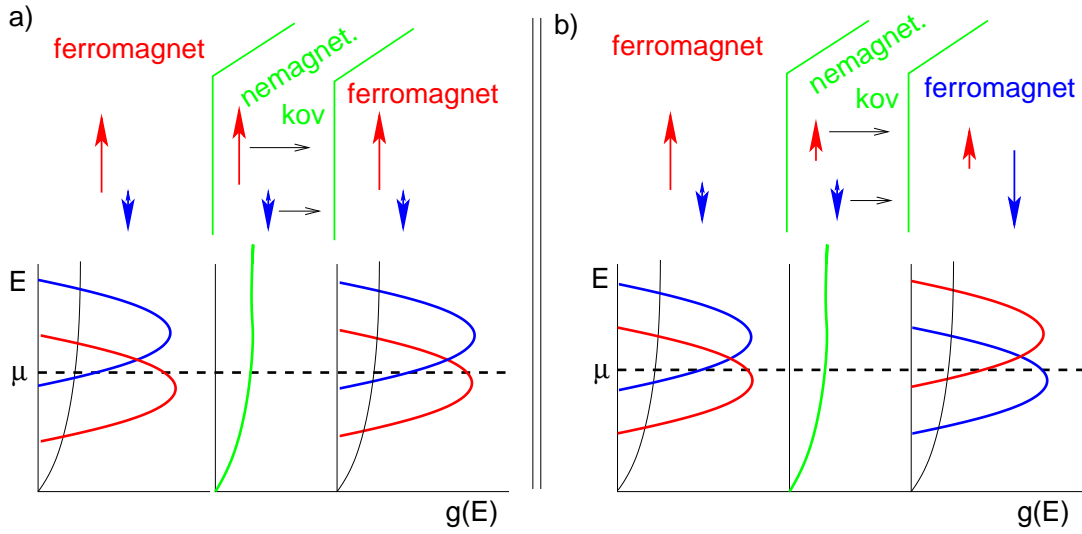 a)
ferromagnet
nemagnet.
kov
ferromagnet
E
μ
g(E)
b)
ferromagnet
nemagnet.
kov
ferromagnet
E
μ
g(E)